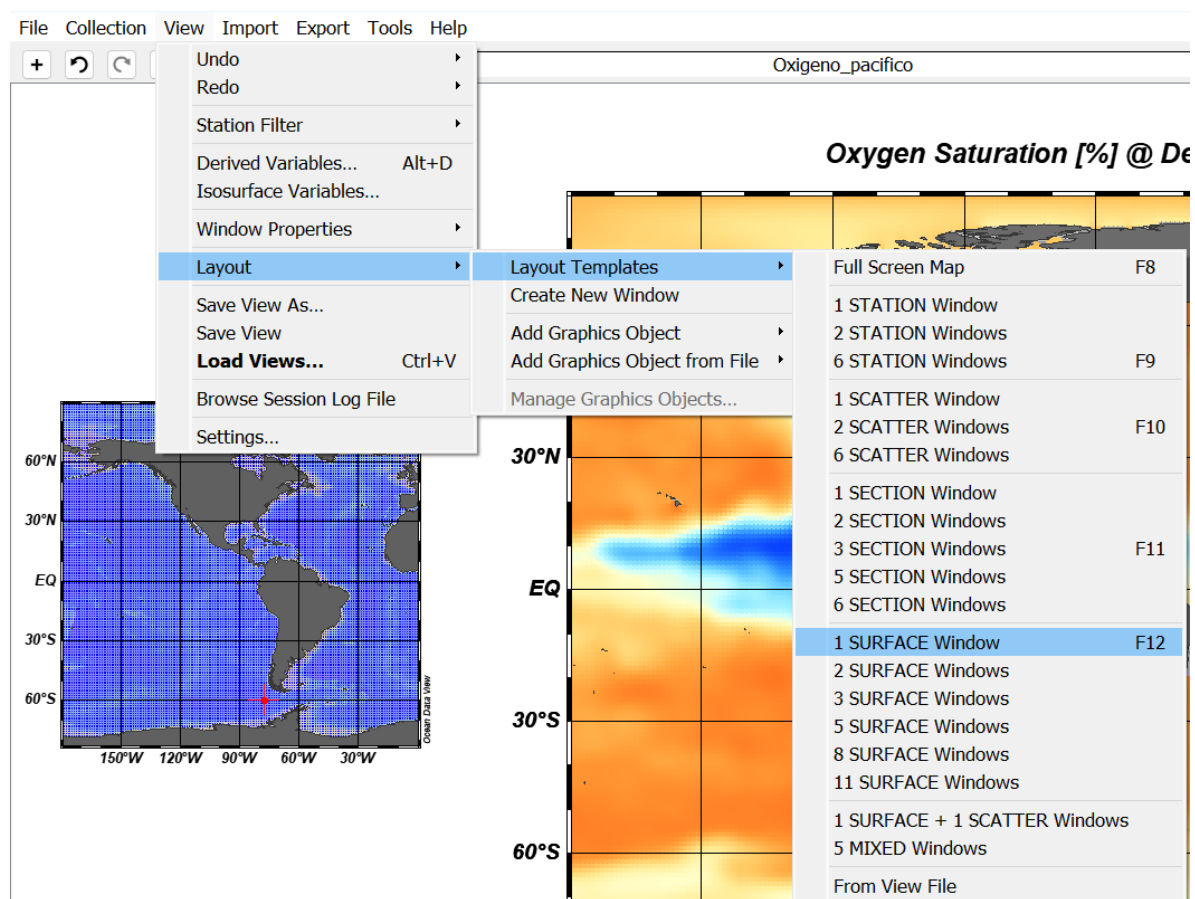 File Collection View Import Export Tools Help
Oxigeno_pacifico
Undo
Redo
Station Filter
Derived Variables... Alt+D
Isosurface Variables...
Window Properties
Layout
Save View As...
Save View
Load Views... Ctrl+V
Browse Session Log File
Settings...
Layout Templates
Create New Window
Add Graphics Object
Add Graphics Object from File
Manage Graphics Objects...
Full Screen Map F8
1 STATION Window
2 STATION Windows
6 STATION Windows F9
1 SCATTER Window
2 SCATTER Windows F10
6 SCATTER Windows
1 SECTION Window
2 SECTION Windows
3 SECTION Windows F11
5 SECTION Windows
6 SECTION Windows
1 SURFACE Window F12
2 SURFACE Windows
3 SURFACE Windows
5 SURFACE Windows
8 SURFACE Windows
11 SURFACE Windows
1 SURFACE + 1 SCATTER Windows
5 MIXED Windows
From View File
Oxygen Saturation [%] @ De
60°N
30°N
EQ
30°S
60°S
150°W 120°W 90°W 60°W 30°W
Ocean Data View
30°N
EQ
30°S
60°S